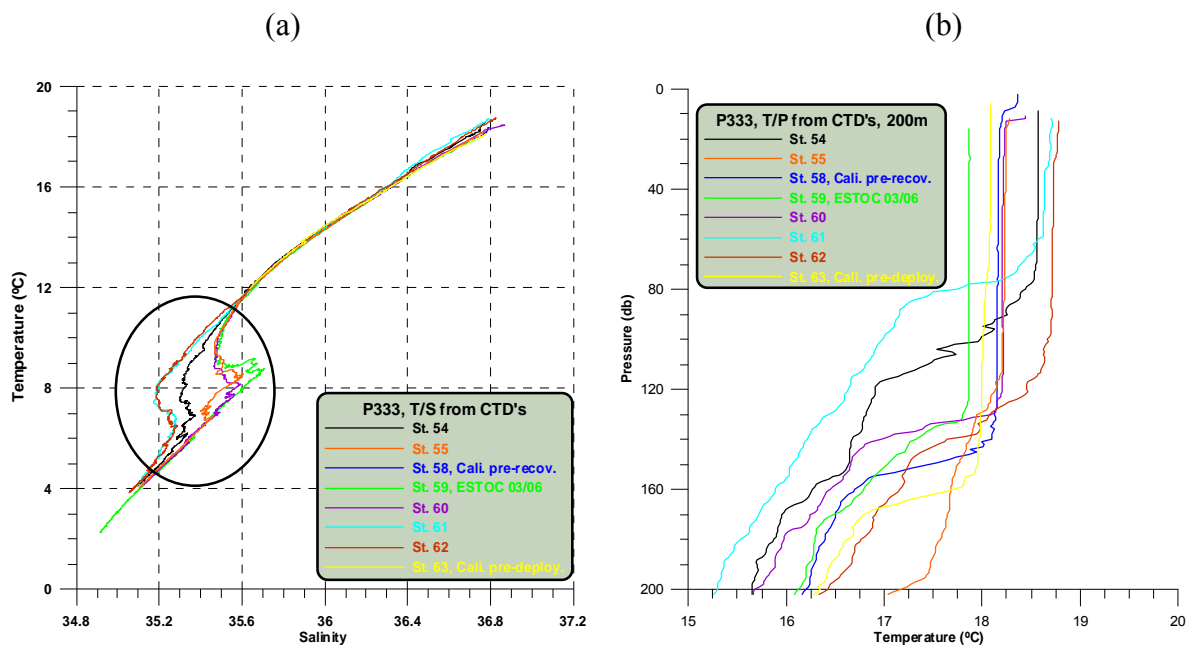 (a)
(b)
20
16
12
8
4
0
Temperature (ºC)
34.8
35.2
35.6
36
36.4
36.8
37.2
Salinity
P333, T/S from CTD's
St. 54
St. 55
St. 58, Cali. pre-recov.
St. 59, ESTOC 03/06
St. 60
St. 61
St. 62
St. 63, Cali. pre-deploy.
0
40
80
120
160
200
Pressure (db)
15
16
17
18
19
20
Temperature (ºC)
P333, T/P from CTD's, 200m
St. 54
St. 55
St. 58, Cali. pre-recov.
St. 59, ESTOC 03/06
St. 60
St. 61
St. 62
St. 63, Cali. pre-deploy.